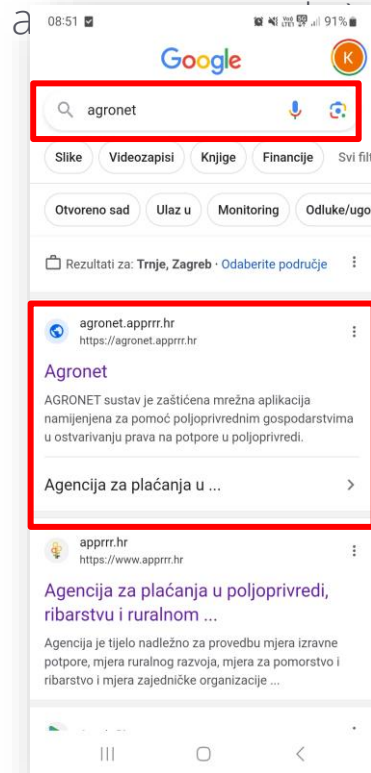 08:51 91%
Google K
agronet
Slike Videozapisi Knjige Financije Svi filt
Otvoreno sad Ulaz u Monitoring Odluke/ugo
Rezultati za: Trnje, Zagreb · Odaberite područje
agronet.apprrr.hr
https://agronet.apprrr.hr
Agronet
AGRONET sustav je zaštićena mrežna aplikacija
namijenjena za pomoć poljoprivrednim gospodarstvima
u ostvarivanju prava na potpore u poljoprivredi.
Agencija za plaćanja u ...
apprrr.hr
https://www.apprrr.hr
Agencija za plaćanja u poljoprivredi,
ribarstvu i ruralnom ...
Agencija je tijelo nadležno za provedbu mjera izravne
potpore, mjera ruralnog razvoja, mjera za pomorstvo i
ribarstvo i mjera zajedničke organizacije ...